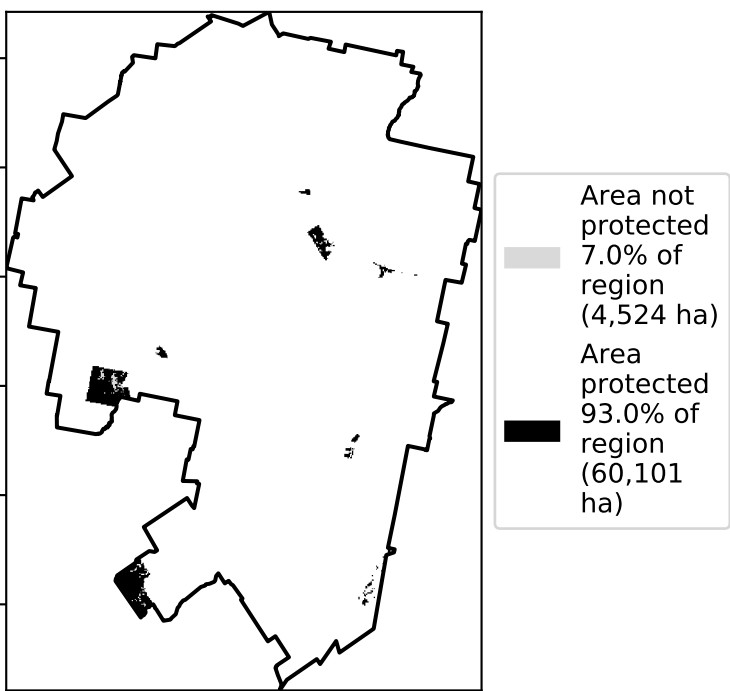 Area not
protected
7.0% of
region
(4,524 ha)
Area
protected
93.0% of
region
(60,101
ha)